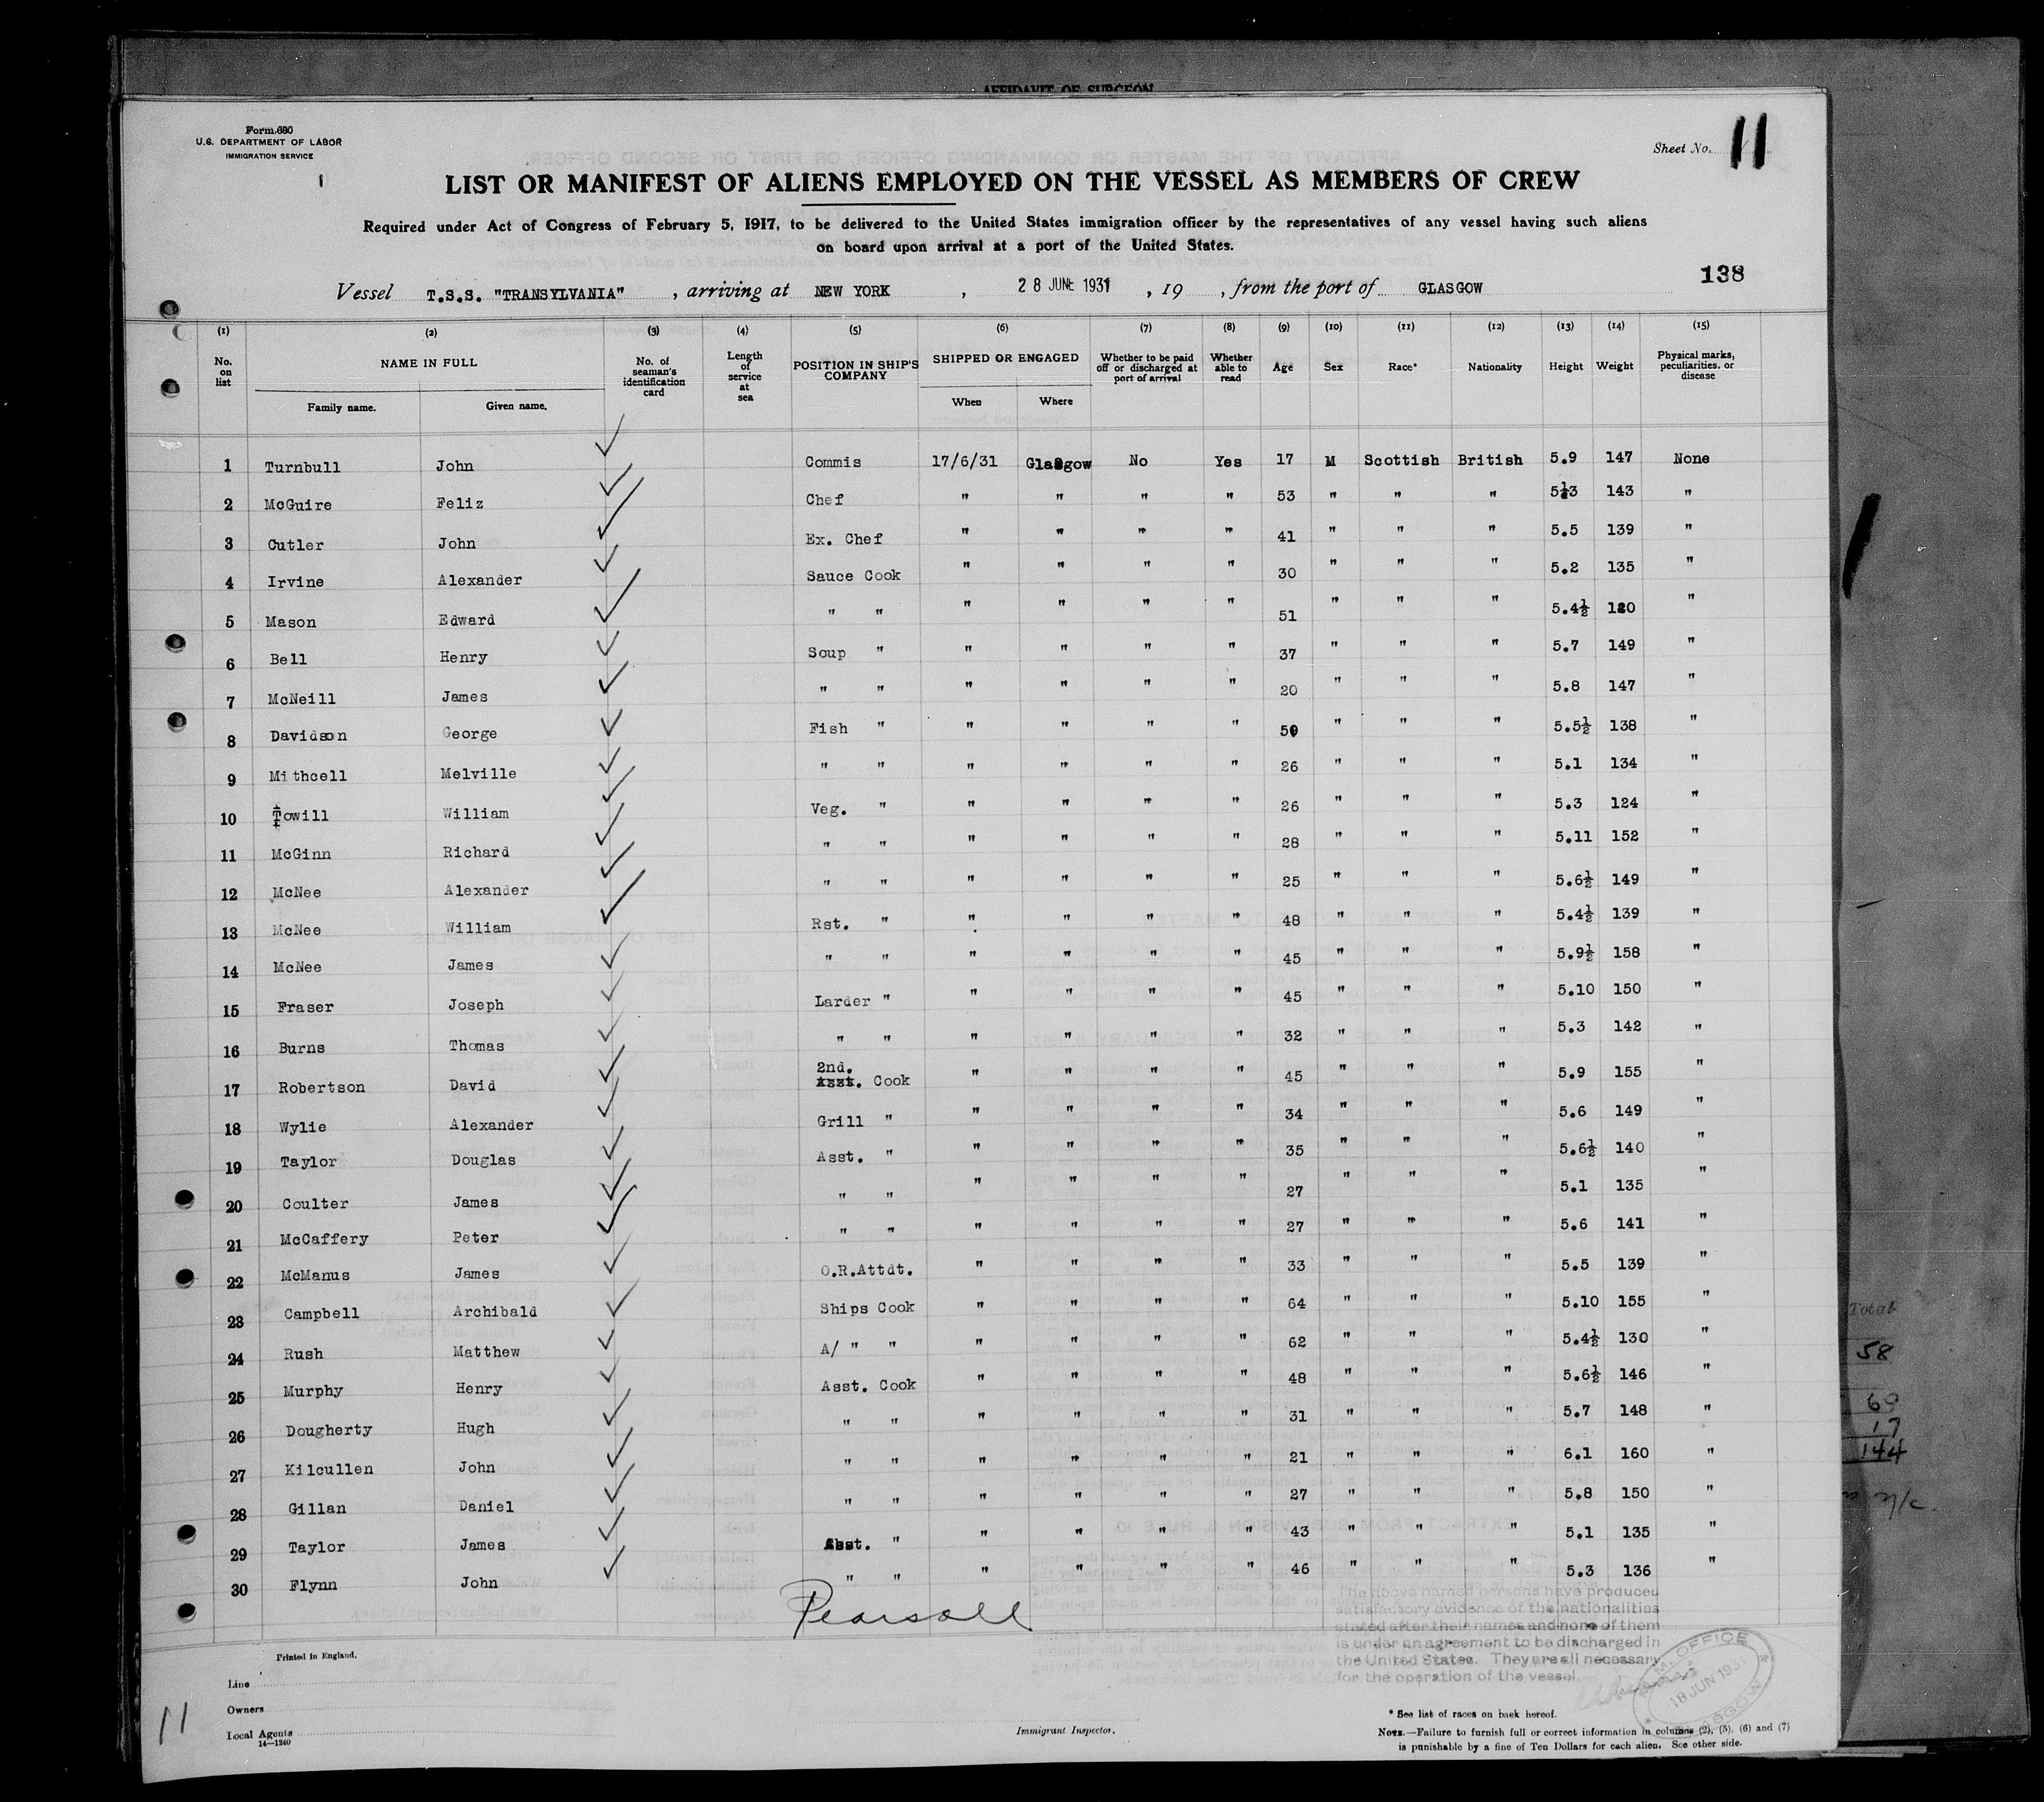 AFFIDAVIT OF SURGEON
Form 680
U.S. DEPARTMENT OF LABOR
IMMIGRATION SERVICE
1
Sheet No. 11
LIST OR MANIFEST OF ALIENS EMPLOYED ON THE VESSEL AS MEMBERS OF CREW
Required under Act of Congress of February 5, 1917, to be delivered to the United States immigration officer by the representatives of any vessel having such aliens
on board upon arrival at a port of the United States.
138
Vessel T.S.S. "TRANSYLVANIA", arriving at NEW YORK, 28 JUNE 1931, 19 , from the port of GLASGOW
(1) (2) (3) (4) (5) (6) (7) (8) (9) (10) (11) (12) (13) (14) (15)
No. on list NAME IN FULL No. of seaman's identification card Length of service at sea POSITION IN SHIP'S COMPANY SHIPPED OR ENGAGED Whether to be paid off or discharged at port of arrival Whether able to read Age Sex Race* Nationality Height Weight Physical marks, peculiarities, or disease
Family name. Given name. When Where
1 Turnbull John Commis 17/6/31 Glasgow No Yes 17 M Scottish British 5.9 147 None
2 McGuire Feliz Chef " " " " 53 " " " 5½3 143 "
3 Cutler John Ex. Chef " " " " 41 " " " 5.5 139 "
4 Irvine Alexander Sauce Cook " " " " 30 " " " 5.2 135 "
5 Mason Edward " " " " " " 51 " " " 5.4½ 120 "
6 Bell Henry Soup " " " " " 37 " " " 5.7 149 "
7 McNeill James " " " " " " 20 " " " 5.8 147 "
8 Davidson George Fish " " " " " 50 " " " 5.5½ 138 "
9 Mithcell Melville " " " " " " 26 " " " 5.1 134 "
10 Towill William Veg. " " " " " 26 " " " 5.3 124 "
11 McGinn Richard " " " " " " 28 " " " 5.11 152 "
12 McNee Alexander " " " " " " 25 " " " 5.6½ 149 "
13 McNee William Rst. " " " " " 48 " " " 5.4½ 139 "
14 McNee James " " " " " " 45 " " " 5.9½ 158 "
15 Fraser Joseph Larder " " " " " 45 " " " 5.10 150 "
16 Burns Thomas " " " " " " 32 " " " 5.3 142 "
17 Robertson David 2nd. Asst. Cook " " " " 45 " " " 5.9 155 "
18 Wylie Alexander Grill " " " " " 34 " " " 5.6 149 "
19 Taylor Douglas Asst. " " " " " 35 " " " 5.6½ 140 "
20 Coulter James " " " " " " 27 " " " 5.1 135 "
21 McCaffery Peter " " " " " " 27 " " " 5.6 141 "
22 McManus James O.R.Attdt. " " " " 33 " " " 5.5 139 "
23 Campbell Archibald Ships Cook " " " " 64 " " " 5.10 155 "
24 Rush Matthew A/ " " " " " " 62 " " " 5.4½ 130 "
25 Murphy Henry Asst. Cook " " " " 48 " " " 5.6½ 146 "
26 Dougherty Hugh " " " " " " 31 " " " 5.7 148 "
27 Kilcullen John " " " " " " 21 " " " 6.1 160 "
28 Gillan Daniel " " " " " " 27 " " " 5.8 150 "
29 Taylor James Asst. " " " " " 43 " " " 5.1 135 "
30 Flynn John " " " " " " 46 " " " 5.3 136 "
Pearsall
The above named persons have produced
satisfactory evidence of the nationalities
stated after their names and none of them
is under an agreement to be discharged in
the United States. They are all necessary
for the operation of the vessel.
18 JUN 1931
Printed in England.
Line
Owners
Local Agents
14—1240
11
Immigrant Inspector.
* See list of races on back hereof.
NOTE.—Failure to furnish full or correct information in columns (2), (5), (6) and (7)
is punishable by a fine of Ten Dollars for each alien. See other side.
Total
58
69
17
144